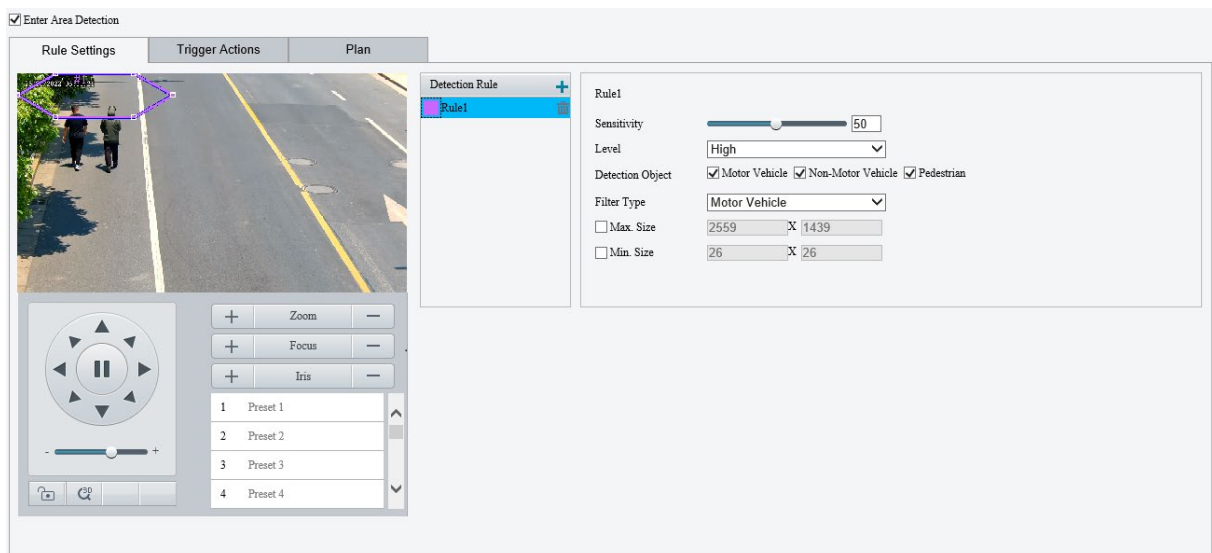 Enter Area Detection
Rule Settings Trigger Actions Plan
Detection Rule
Rule1
Rule1
Sensitivity 50
Level High
Detection Object Motor Vehicle Non-Motor Vehicle Pedestrian
Filter Type Motor Vehicle
Max. Size 2559 X 1439
Min. Size 26 X 26
+ Zoom −
+ Focus −
+ Iris −
1 Preset 1
2 Preset 2
3 Preset 3
4 Preset 4
- +
3D